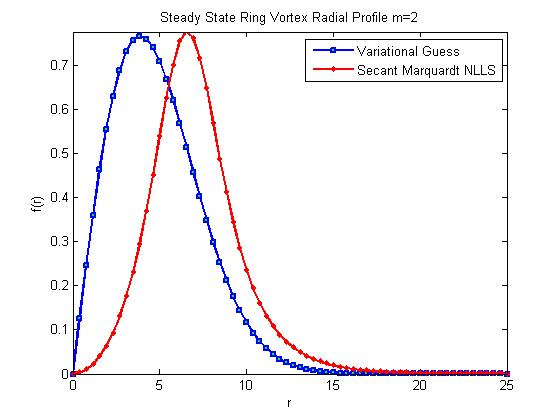 Steady State Ring Vortex Radial Profile m=2
Variational Guess
Secant Marquardt NLLS
0.7
0.6
0.5
0.4
0.3
0.2
0.1
0
f(r)
0 5 10 15 20 25
r